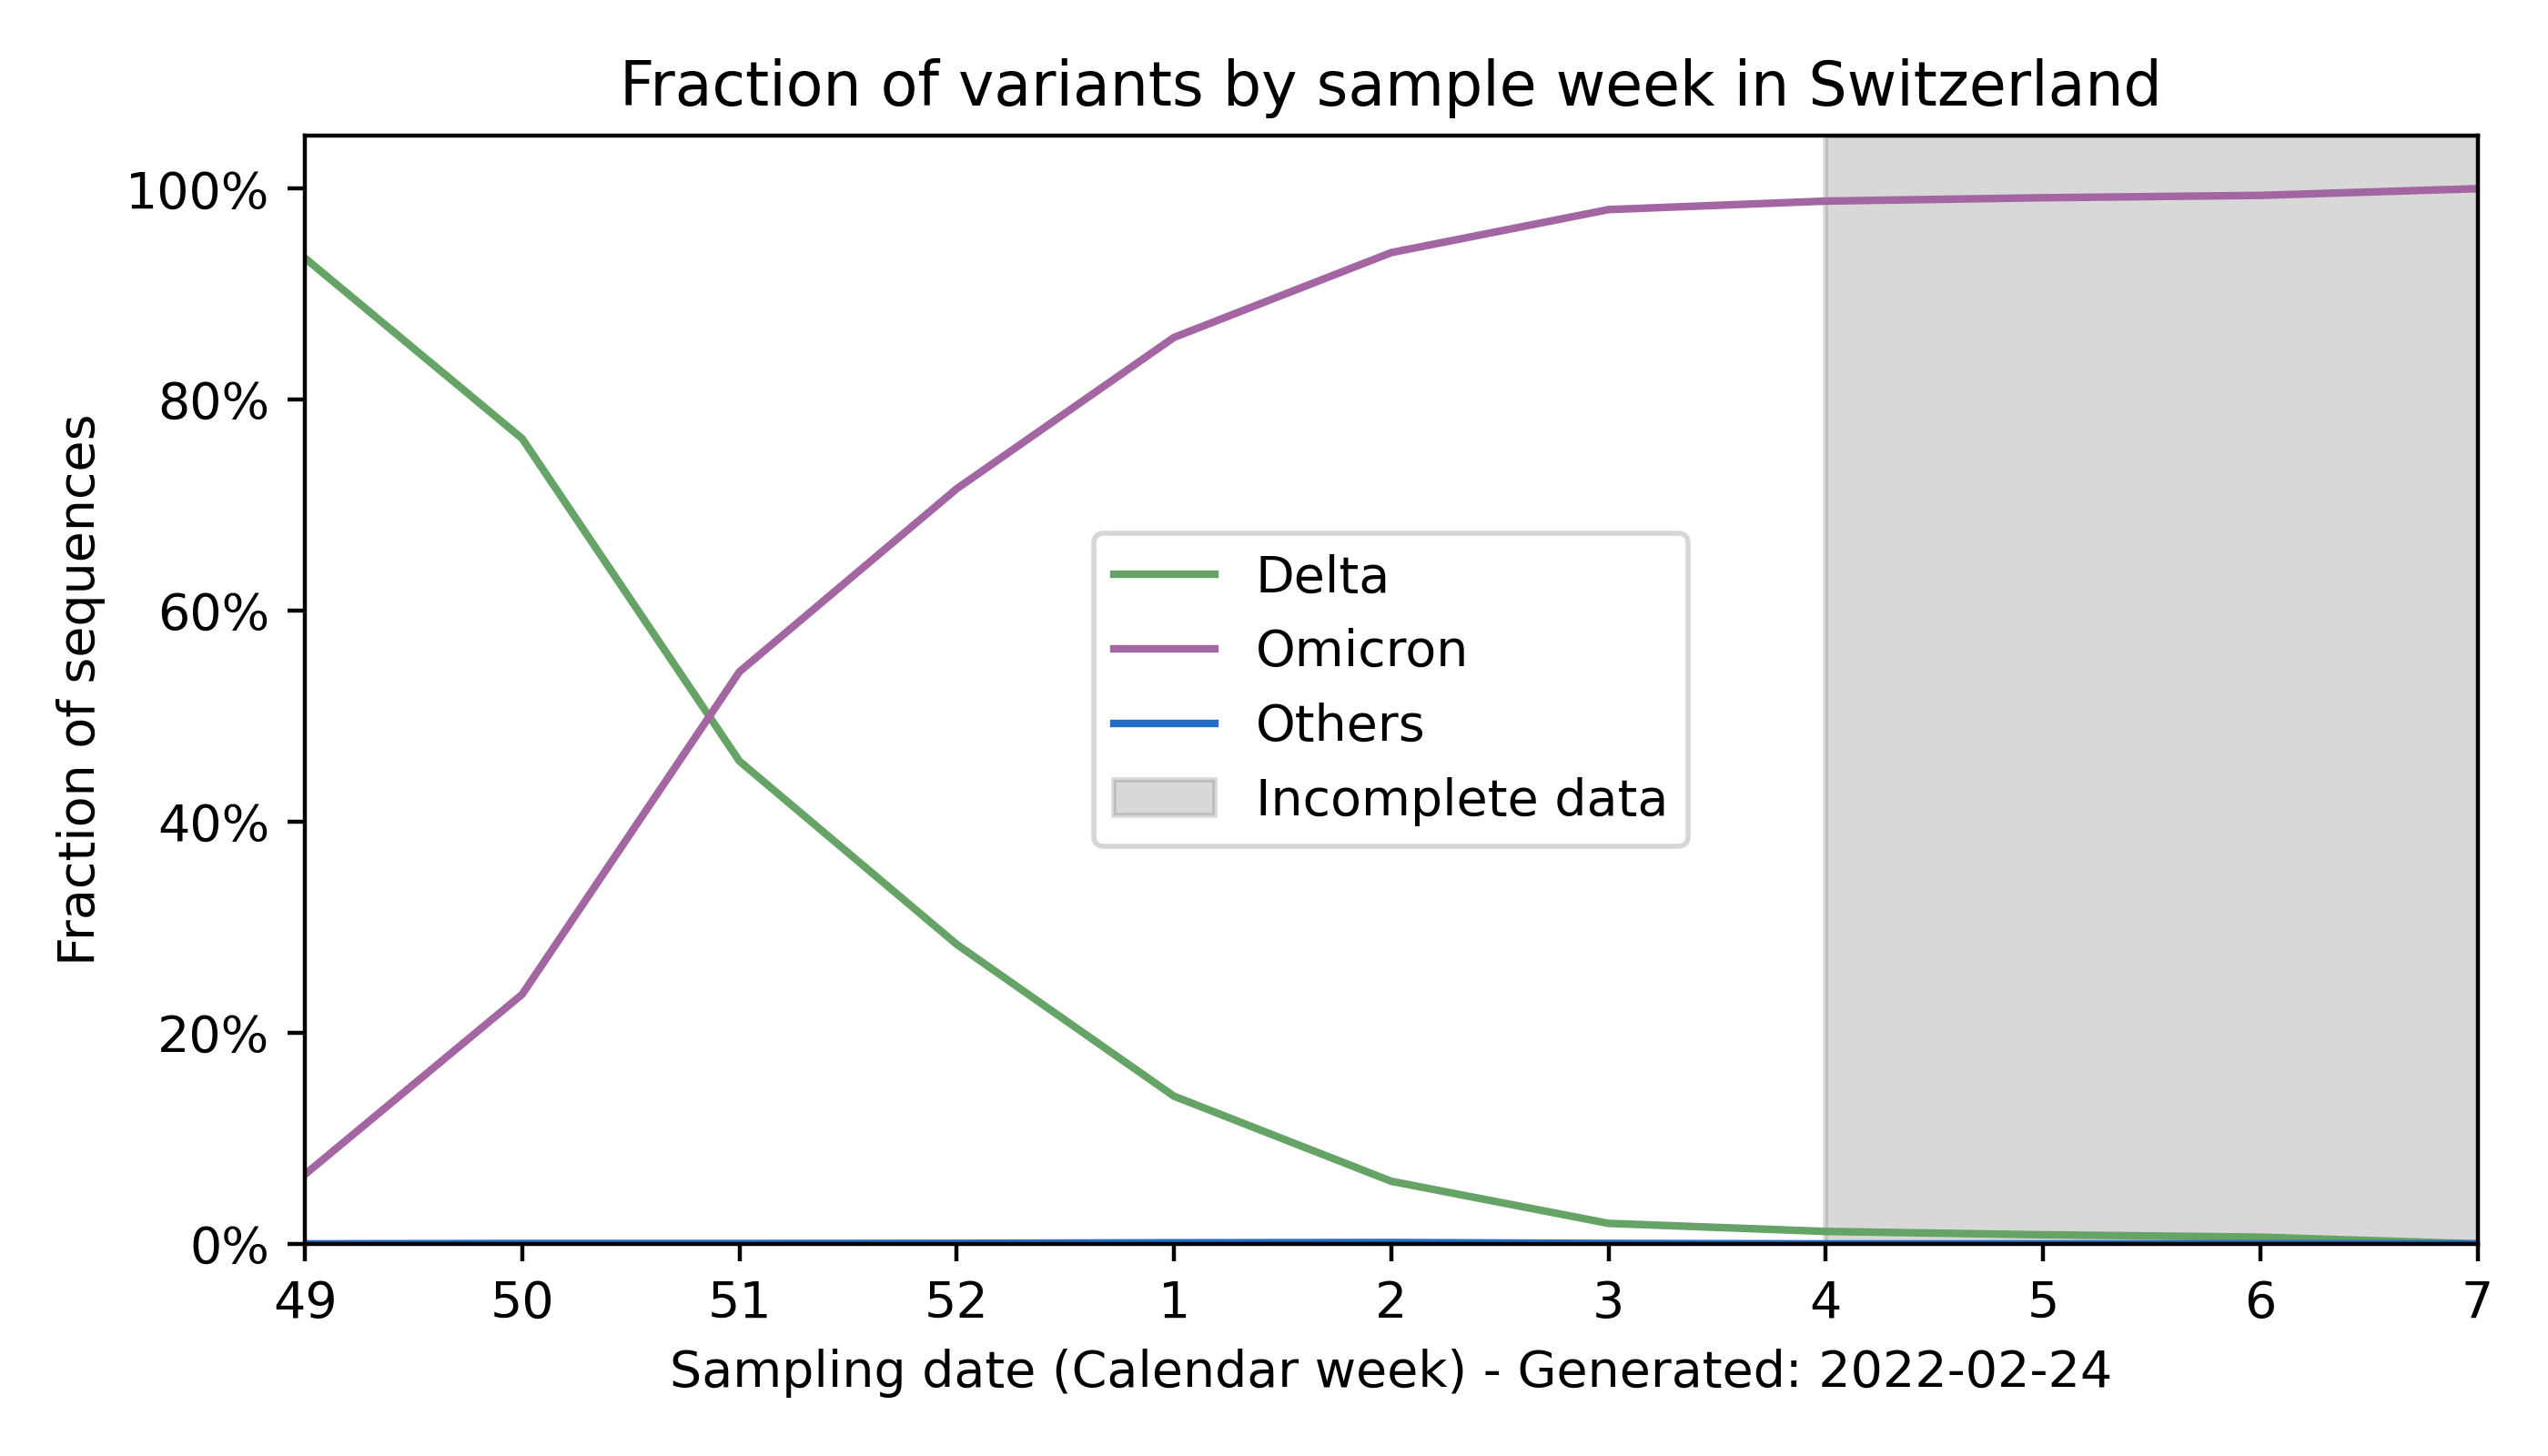 Fraction of variants by sample week in Switzerland
Fraction of sequences
100%
80%
60%
40%
20%
0%
Delta
Omicron
Others
Incomplete data
49 50 51 52 1 2 3 4 5 6 7
Sampling date (Calendar week) - Generated: 2022-02-24